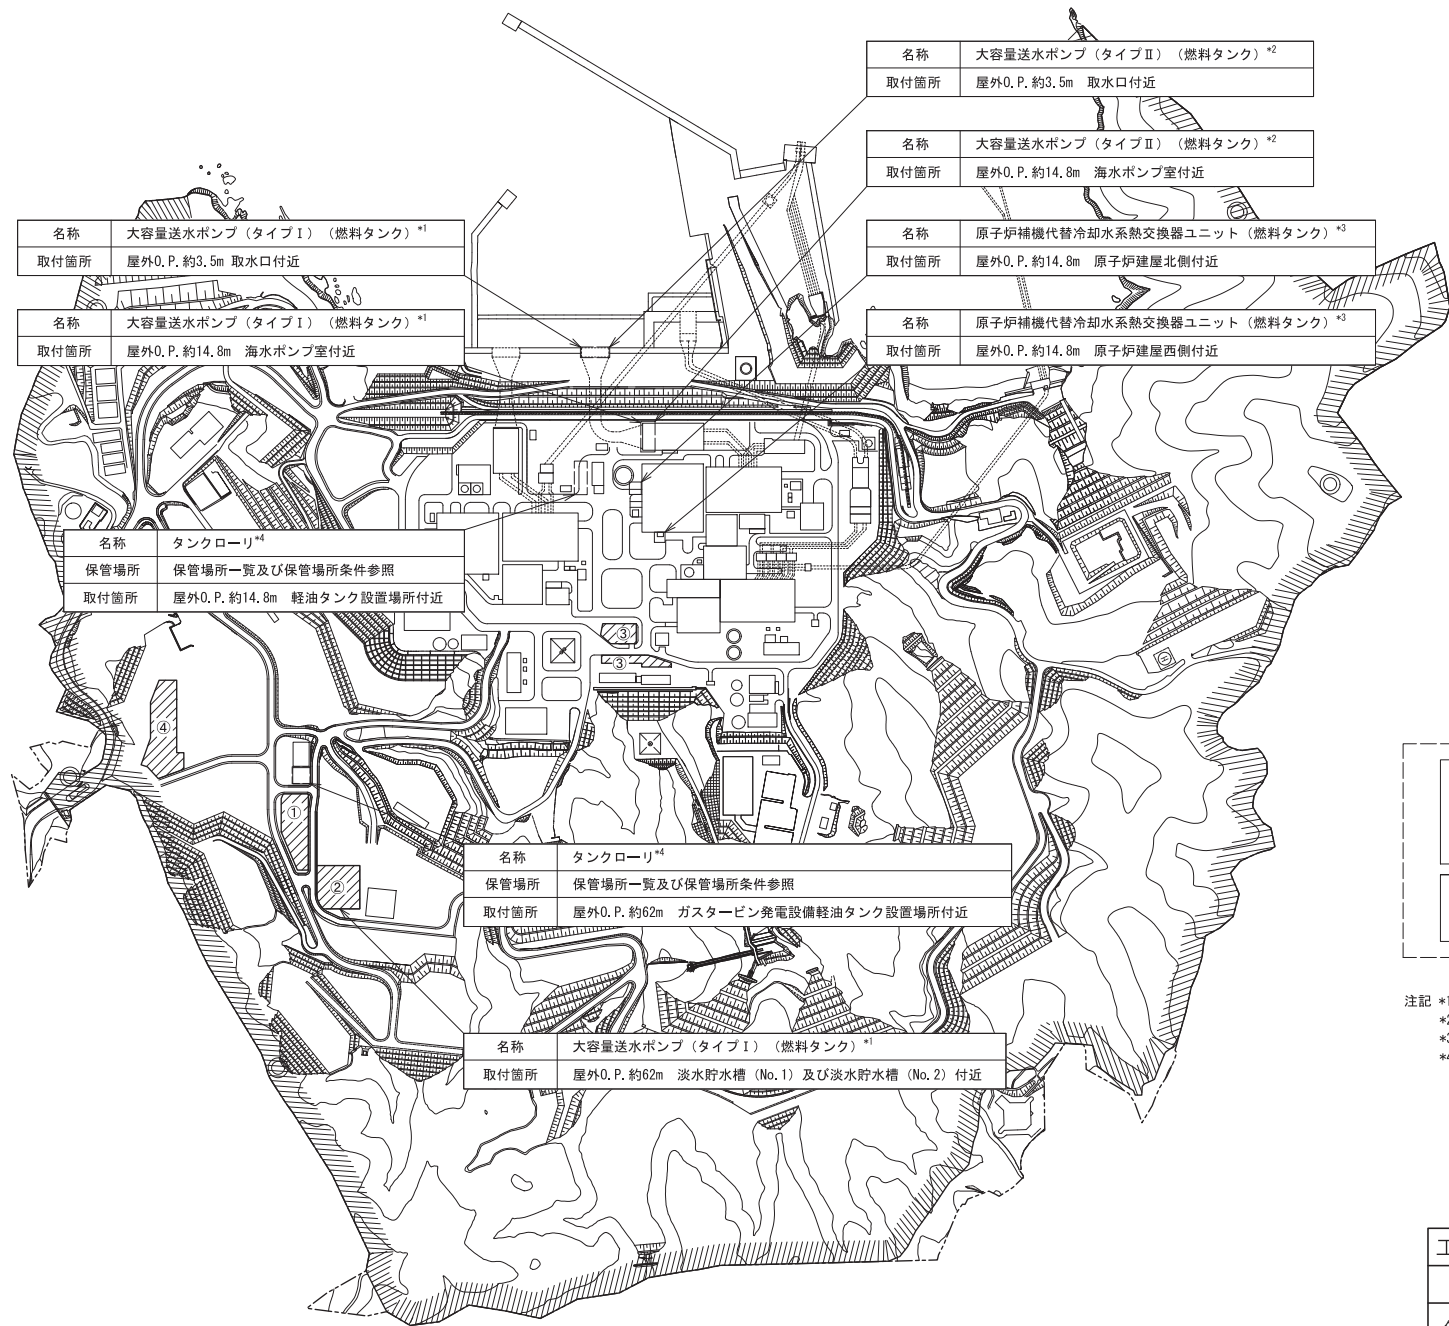 名称 大容量送水ポンプ（タイプⅡ）（燃料タンク）*2
取付箇所 屋外O.P.約3.5m 取水口付近
名称 大容量送水ポンプ（タイプⅡ）（燃料タンク）*2
取付箇所 屋外O.P.約14.8m 海水ポンプ室付近
名称 大容量送水ポンプ（タイプⅠ）（燃料タンク）*1
取付箇所 屋外O.P.約3.5m 取水口付近
名称 原子炉補機代替冷却水系熱交換器ユニット（燃料タンク）*3
取付箇所 屋外O.P.約14.8m 原子炉建屋北側付近
名称 大容量送水ポンプ（タイプⅠ）（燃料タンク）*1
取付箇所 屋外O.P.約14.8m 海水ポンプ室付近
名称 原子炉補機代替冷却水系熱交換器ユニット（燃料タンク）*3
取付箇所 屋外O.P.約14.8m 原子炉建屋西側付近
名称 タンクローリ*4
保管場所 保管場所一覧及び保管場所条件参照
取付箇所 屋外O.P.約14.8m 軽油タンク設置場所付近
③
③
④
①
②
名称 タンクローリ*4
保管場所 保管場所一覧及び保管場所条件参照
取付箇所 屋外O.P.約62m ガスタービン発電設備軽油タンク設置場所付近
注記 *1
*2
*3
*4
名称 大容量送水ポンプ（タイプⅠ）（燃料タンク）*1
取付箇所 屋外O.P.約62m 淡水貯水槽（No.1）及び淡水貯水槽（No.2）付近
工